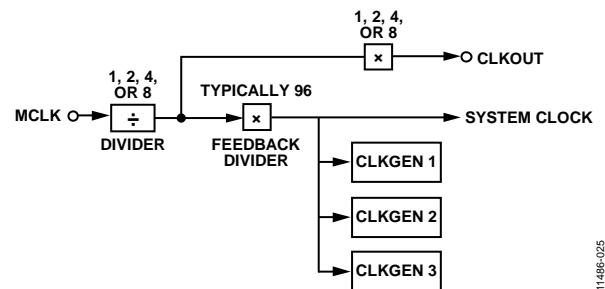 1, 2, 4,
OR 8
×
CLKOUT
1, 2, 4,
OR 8
TYPICALLY 96
MCLK
÷
×
SYSTEM CLOCK
DIVIDER
FEEDBACK
DIVIDER
CLKGEN 1
CLKGEN 2
CLKGEN 3
11486-025